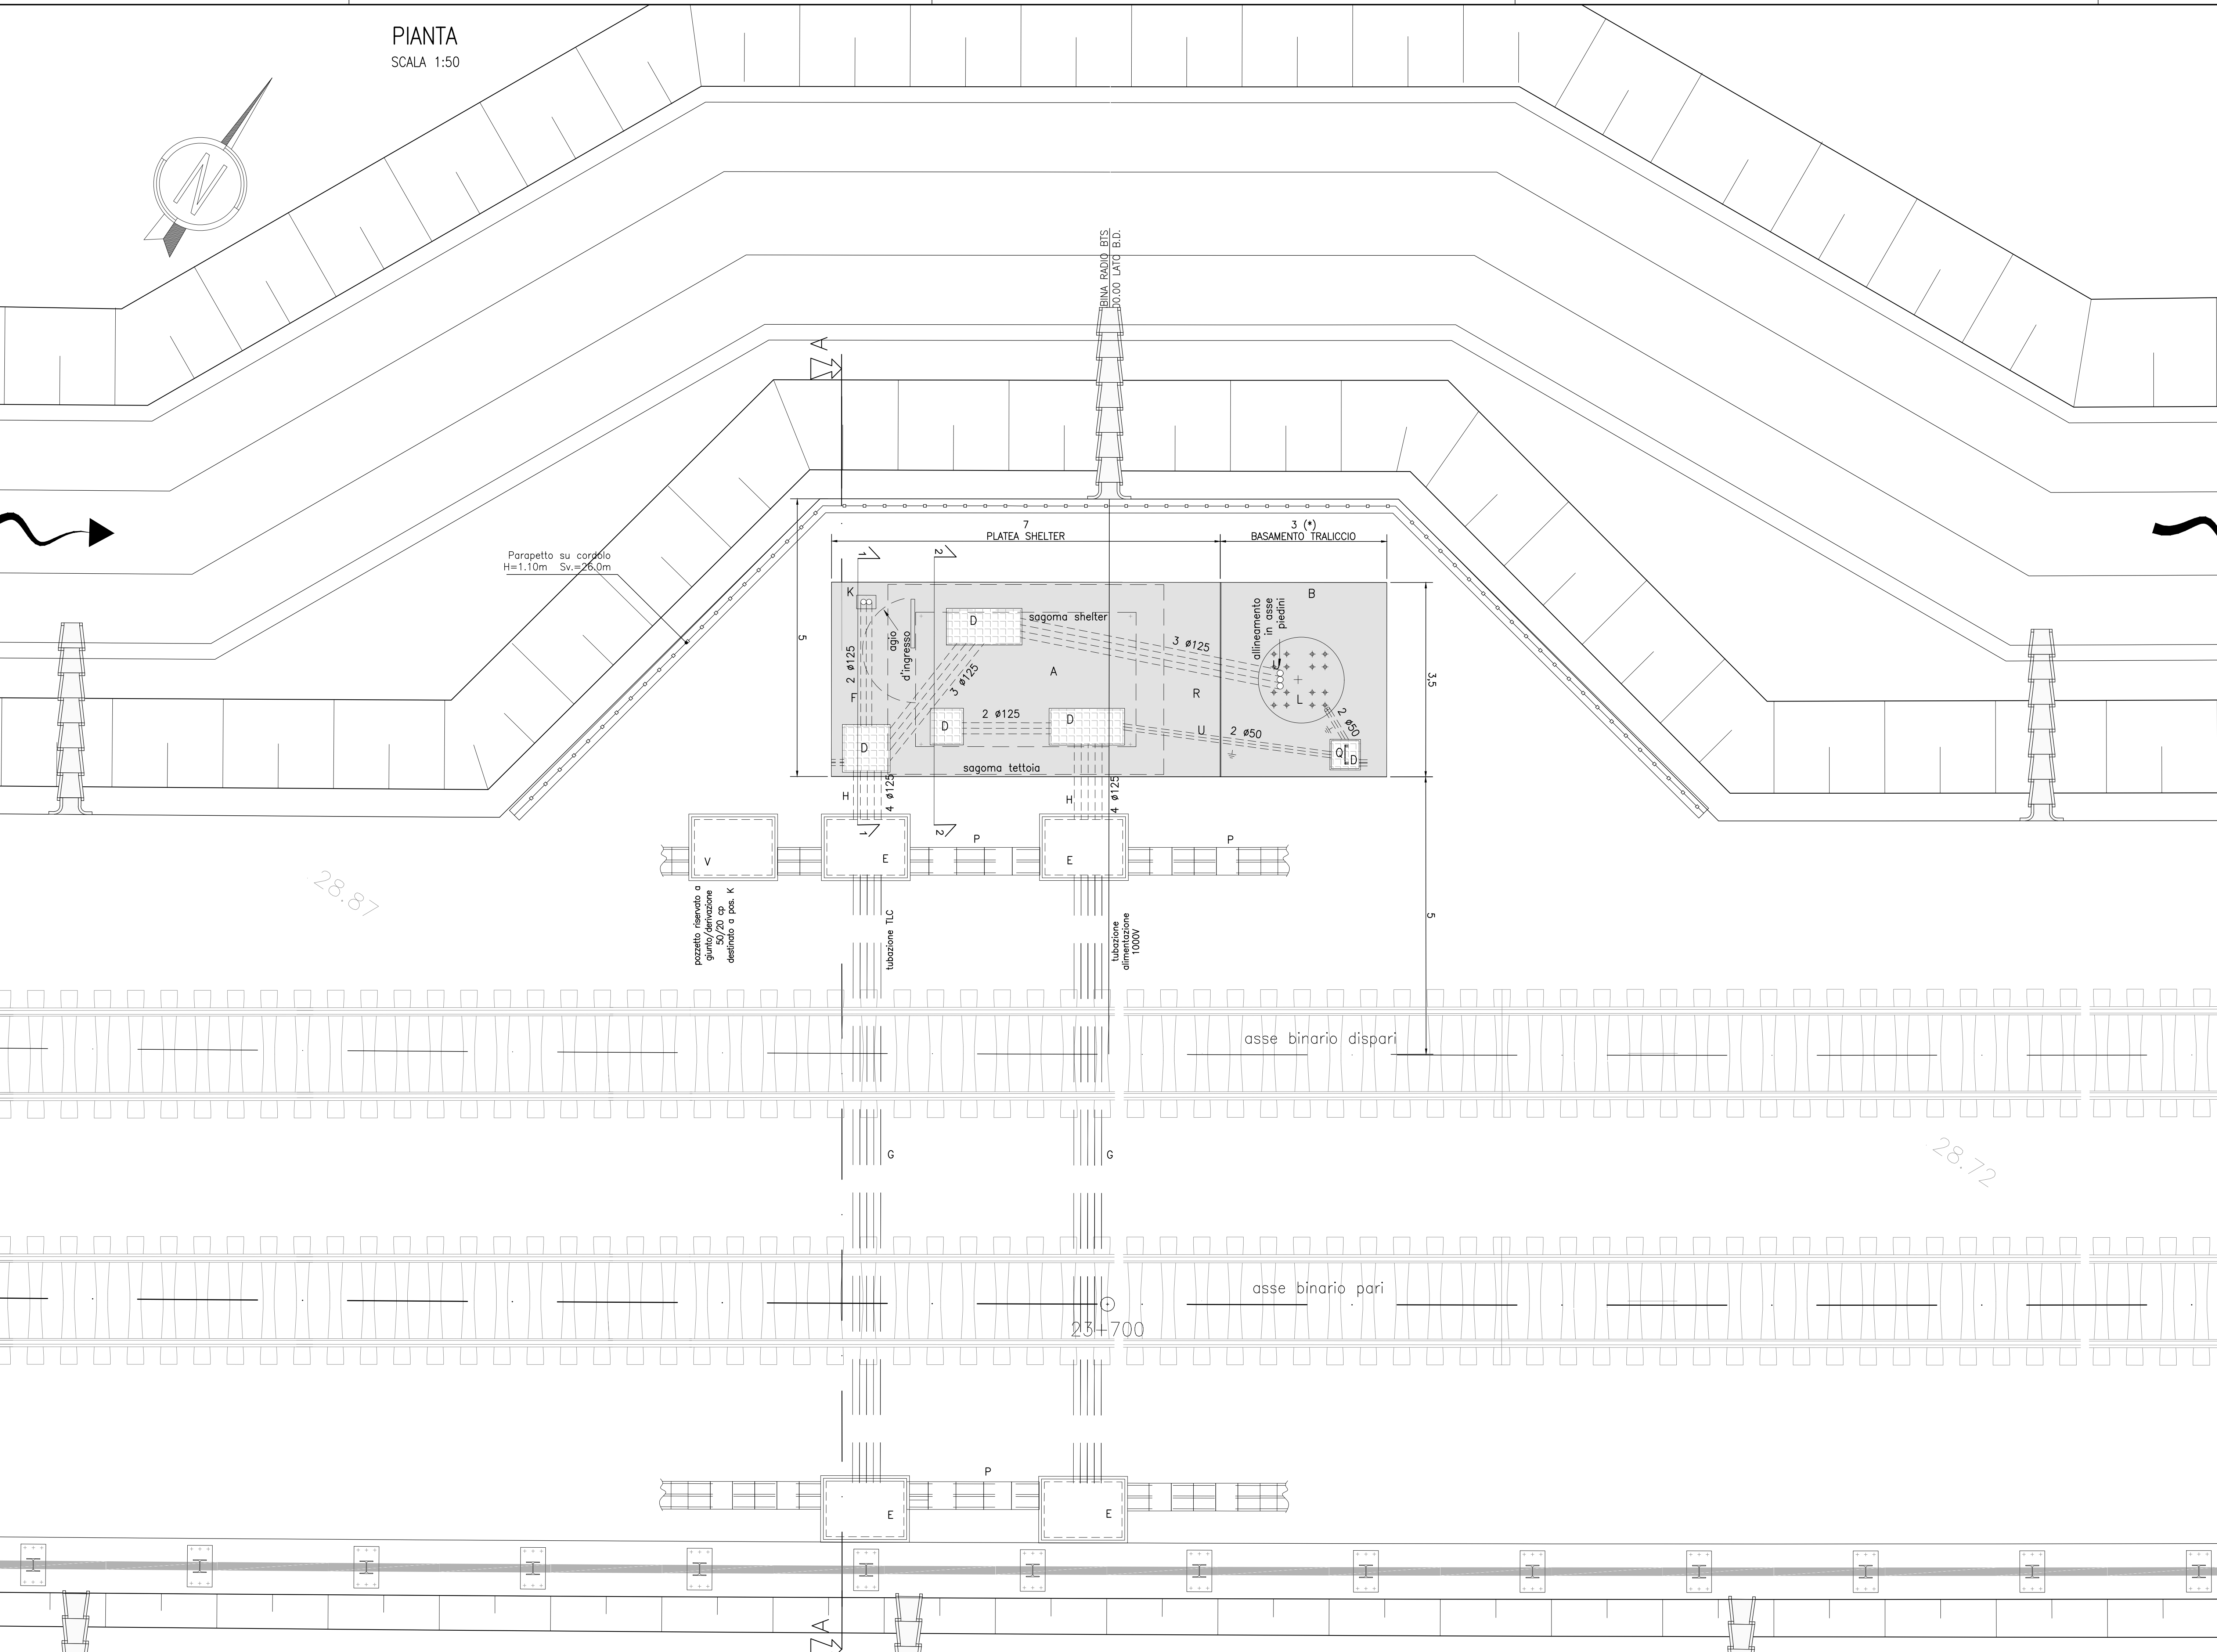 PIANTA
SCALA 1:50
N
BINA RADIO BTS
00.00 LATO B.D.
A
7
PLATEA SHELTER
3 (*)
BASAMENTO TRALICCIO
Parapetto su cordolo
H=1.10m Sv.=26.0m
1
2
5
K
agio
d'ingresso
D
sagoma shelter
3 ø125
allineamento
in asse
piedini
B
U
L
2 ø125
F
3 ø125
A
R
3,5
D
D
2 ø125
D
U
2 ø50
2 ø50
Q
D
sagoma tettoia
H
4 ø125
H
4 ø125
1
2
V
E
P
E
P
pozzetto riservato a
giunto/derivazione
50/20 cp
destinato a pos. K
tubazione TLC
tubazione
alimentazione
1000V
5
28.87
asse binario dispari
G
G
28.72
asse binario pari
23+700
P
E
E
A